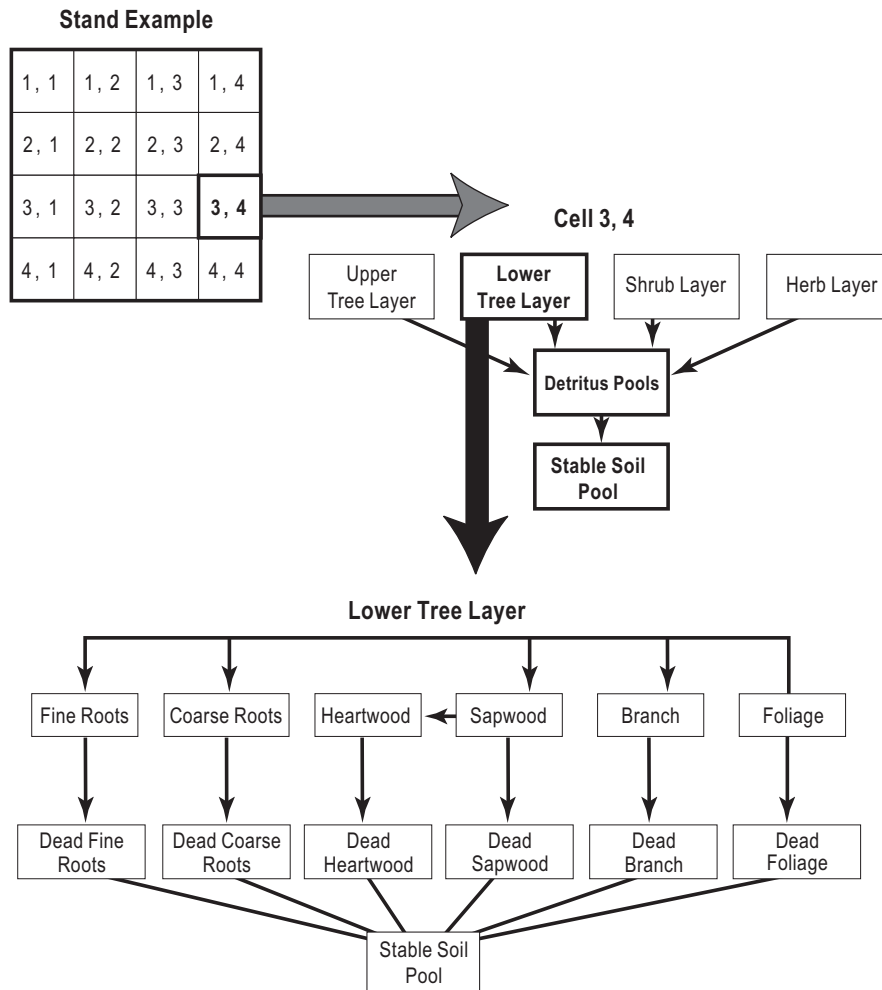 Stand Example
1, 1 1, 2 1, 3 1, 4
2, 1 2, 2 2, 3 2, 4
3, 1 3, 2 3, 3 3, 4
4, 1 4, 2 4, 3 4, 4
Cell 3, 4
Upper
Tree Layer
Lower
Tree Layer
Shrub Layer
Herb Layer
Detritus Pools
Stable Soil
Pool
Lower Tree Layer
Fine Roots
Coarse Roots
Heartwood
Sapwood
Branch
Foliage
Dead Fine
Roots
Dead Coarse
Roots
Dead
Heartwood
Dead
Sapwood
Dead
Branch
Dead
Foliage
Stable Soil
Pool